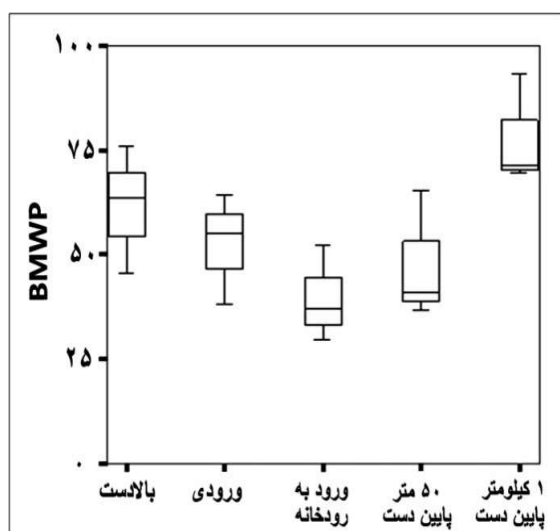 ۱۰۰
۷۵
۵۰
۲۵
۰
BMWP
بالادست
ورودی
ورود به
رودخانه
۵۰ متر
پایین دست
۱ کیلومتر
پایین دست